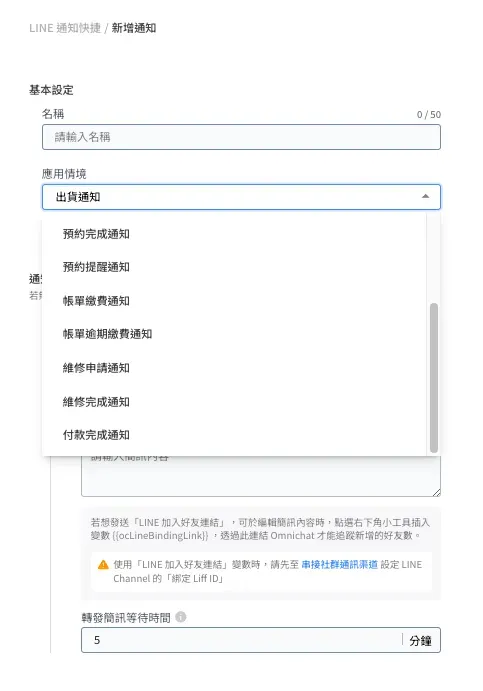 LINE 通知快捷 / 新增通知
基本設定
名稱 0 / 50
請輸入名稱
應用情境
出貨通知
預約完成通知
預約提醒通知
帳單繳費通知
帳單逾期繳費通知
維修申請通知
維修完成通知
付款完成通知
請輸入簡訊內容
若想發送「LINE 加入好友連結」，可於編輯簡訊內容時，點選右下角小工具插入
變數 {{ocLineBindingLink}} ，透過此連結 Omnichat 才能追蹤新增的好友數。
使用「LINE 加入好友連結」變數時，請先至 串接社群通訊渠道 設定 LINE
Channel 的「綁定 Liff ID」
轉發簡訊等待時間
5 分鐘